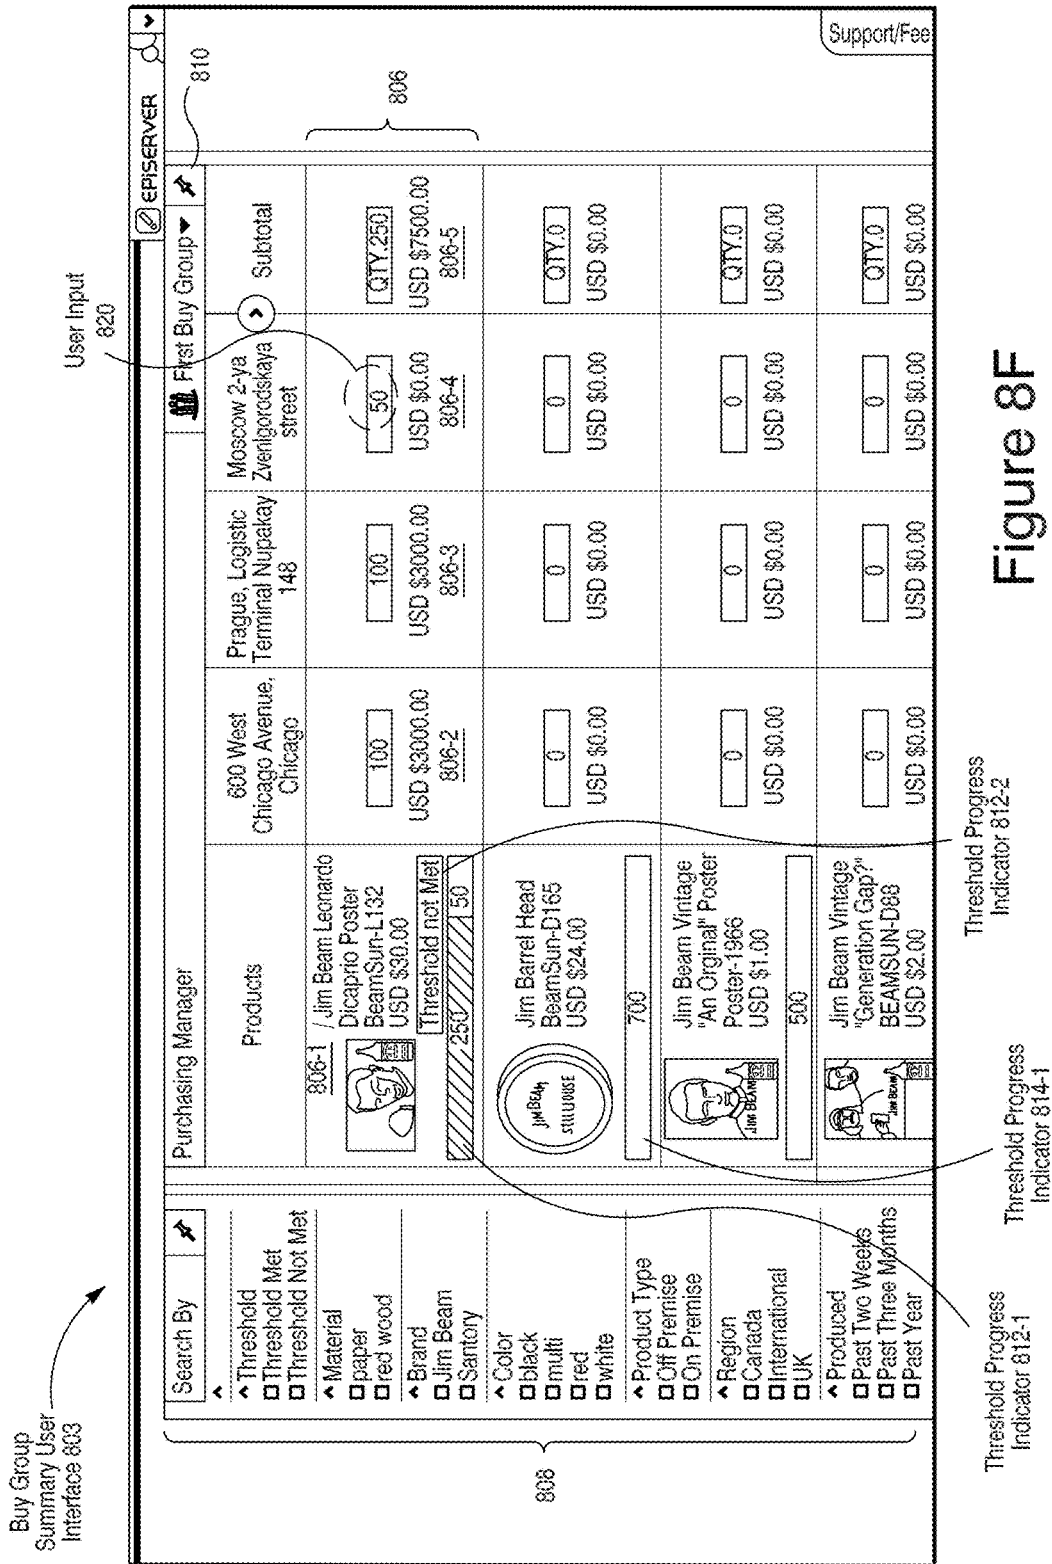 Buy Group
Summary User
Interface 803
User Input
820
EPISERVER
Purchasing Manager
First Buy Group
810
Search By
Threshold
Threshold Met
Threshold Not Met
Material
paper
red wood
Brand
Jim Beam
Santory
Color
black
multi
red
white
Product Type
Off Premise
On Premise
Region
Canada
International
UK
Produced
Past Two Weeks
Past Three Months
Past Year
808
Products
600 West
Chicago Avenue,
Chicago
Prague, Logistic
Terminal Nupakay
148
Moscow 2-ya
Zvenigorodskaya
street
Subtotal
806-1
/ Jim Beam Leonardo
Dicaprio Poster
BeamSun-L132
USD $30.00
Threshold not Met
250
50
100
USD $3000.00
806-2
100
USD $3000.00
806-3
50
USD $0.00
806-4
QTY.250
USD $7500.00
806-5
806
JIM BEAM
STILLHOUSE
Jim Barrel Head
BeamSun-D165
USD $24.00
700
0
USD $0.00
0
USD $0.00
0
USD $0.00
QTY.0
USD $0.00
JIM BEAM
Jim Beam Vintage
"An Orginal" Poster
Poster-1966
USD $1.00
500
0
USD $0.00
0
USD $0.00
0
USD $0.00
QTY.0
USD $0.00
JIM BEAM
Jim Beam Vintage
"Generation Gap?"
BEAMSUN-D88
USD $2.00
0
USD $0.00
0
USD $0.00
0
USD $0.00
QTY.0
USD $0.00
Support/Fee
Threshold Progress
Indicator 812-1
Threshold Progress
Indicator 814-1
Threshold Progress
Indicator 812-2
Figure 8F